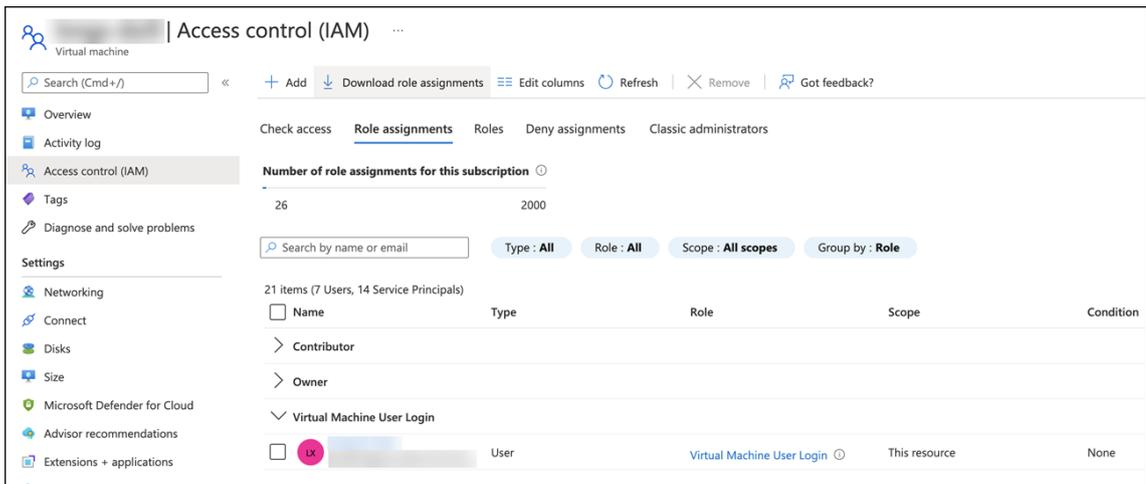 | Access control (IAM) ...
Virtual machine
Search (Cmd+/)
«
Add
Download role assignments
Edit columns
Refresh
Remove
Got feedback?
Overview
Activity log
Access control (IAM)
Tags
Diagnose and solve problems
Settings
Networking
Connect
Disks
Size
Microsoft Defender for Cloud
Advisor recommendations
Extensions + applications
Check access Role assignments Roles Deny assignments Classic administrators
Number of role assignments for this subscription
26 2000
Search by name or email Type : All Role : All Scope : All scopes Group by : Role
21 items (7 Users, 14 Service Principals)
Name Type Role Scope Condition
Contributor
Owner
Virtual Machine User Login
LX User Virtual Machine User Login This resource None